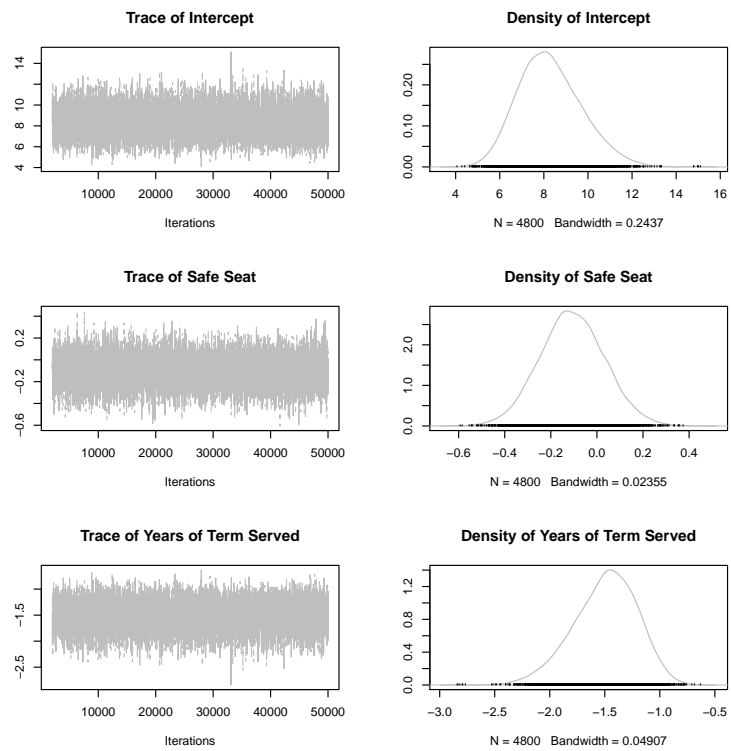 Trace of Intercept
4 6 8 10 14
10000 20000 30000 40000 50000
Iterations
Density of Intercept
0.00 0.10 0.20
4 6 8 10 12 14 16
N = 4800 Bandwidth = 0.2437
Trace of Safe Seat
−0.6 −0.2 0.2
10000 20000 30000 40000 50000
Iterations
Density of Safe Seat
0.0 1.0 2.0
−0.6 −0.4 −0.2 0.0 0.2 0.4
N = 4800 Bandwidth = 0.02355
Trace of Years of Term Served
−2.5 −1.5
10000 20000 30000 40000 50000
Iterations
Density of Years of Term Served
0.0 0.4 0.8 1.2
−3.0 −2.5 −2.0 −1.5 −1.0 −0.5
N = 4800 Bandwidth = 0.04907